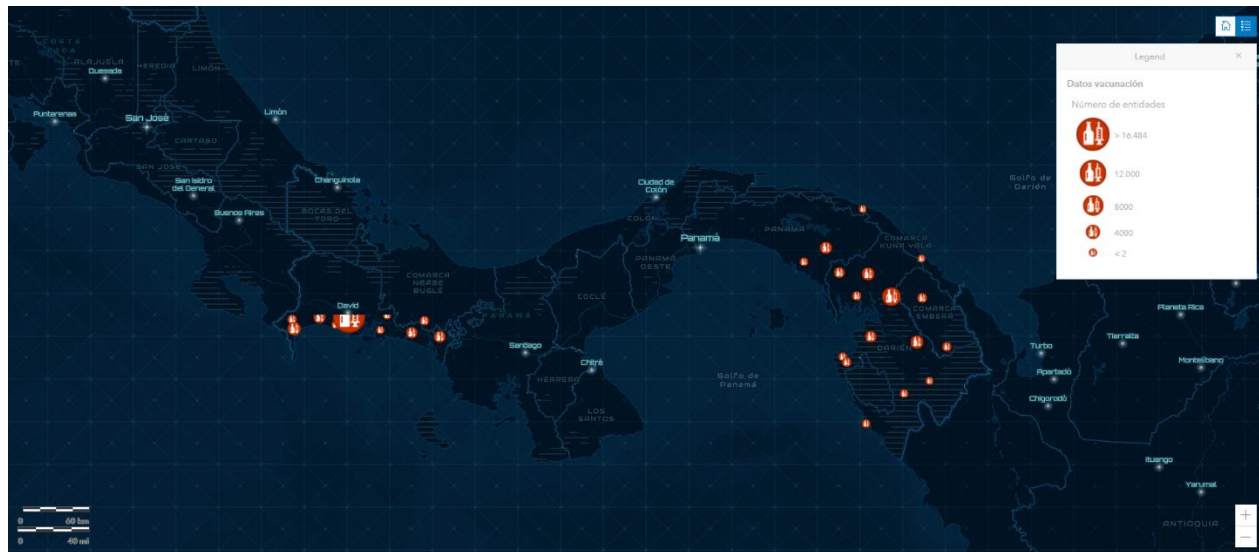 COSTA
RICA
ALAJUELA
Quesada
HEREDIA
LIMÓN
Puntarenas
San José
Limón
CARTAGO
SAN JOSÉ
San Isidro
del General
Changuinola
Buenos Aires
BOCAS DEL
TORO
COMARCA
NGÄBE
BUGLÉ
David
PANAMÁ
Santiago
COCLÉ
Chitré
HERRERA
LOS
SANTOS
Ciudad de
Colón
COLÓN
Panamá
PANAMÁ
OESTE
PANAMÁ
COMARCA
KUNA YALA
COMARCA
EMBERÁ
DARIÉN
Golfo de
Panamá
Golfo de
Darién
Turbo
Apartadó
Chigorodó
Planeta Rica
Tierralta
Montelíbano
Ituango
Yarumal
ANTIOQUIA
Legend
×
Datos vacunación
Número de entidades
> 16.484
12.000
8000
4000
< 2
0 60 km
0 40 mi
+
−